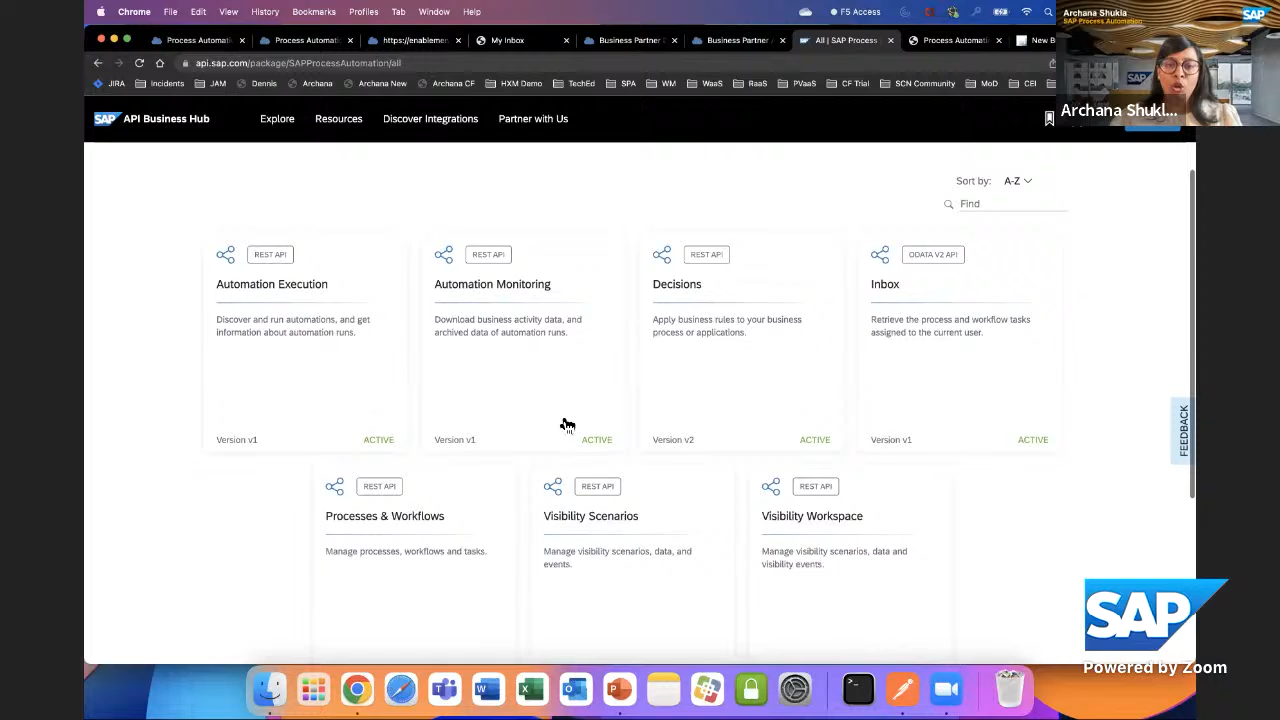 Chrome File Edit View History Bookmarks Profiles Tab Window Help
F5 Access
Archana Shukla
SAP Process Automation
SAP
Process Automati
Process Automati
https://enablemen
My Inbox
Business Partner D
Business Partner A
All | SAP Process
Process Automatio
New B
api.sap.com/package/SAPProcessAutomation/all
JIRA Incidents JAM Dennis Archana Archana New Archana CF HXM Demo TechEd SPA WM WaaS RaaS PVaaS CF Trial SCN Community MoD CEI
SAP
Archana Shukl...
SAP API Business Hub Explore Resources Discover Integrations Partner with Us
Sort by: A-Z
Find
REST API
Automation Execution
Discover and run automations, and get
information about automation runs.
Version v1 ACTIVE
REST API
Automation Monitoring
Download business activity data, and
archived data of automation runs.
Version v1 ACTIVE
REST API
Decisions
Apply business rules to your business
process or applications.
Version v2 ACTIVE
ODATA V2 API
Inbox
Retrieve the process and workflow tasks
assigned to the current user.
Version v1 ACTIVE
FEEDBACK
REST API
Processes & Workflows
Manage processes, workflows and tasks.
REST API
Visibility Scenarios
Manage visibility scenarios, data, and
events.
REST API
Visibility Workspace
Manage visibility scenarios, data and
visibility events.
SAP
Powered by Zoom